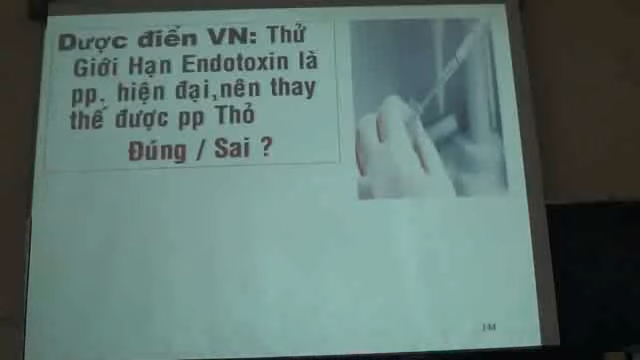 Dược điển VN: Thử
Giới Hạn Endotoxin là
pp. hiện đại,nên thay
thế được pp Thỏ
Đúng / Sai ?
144